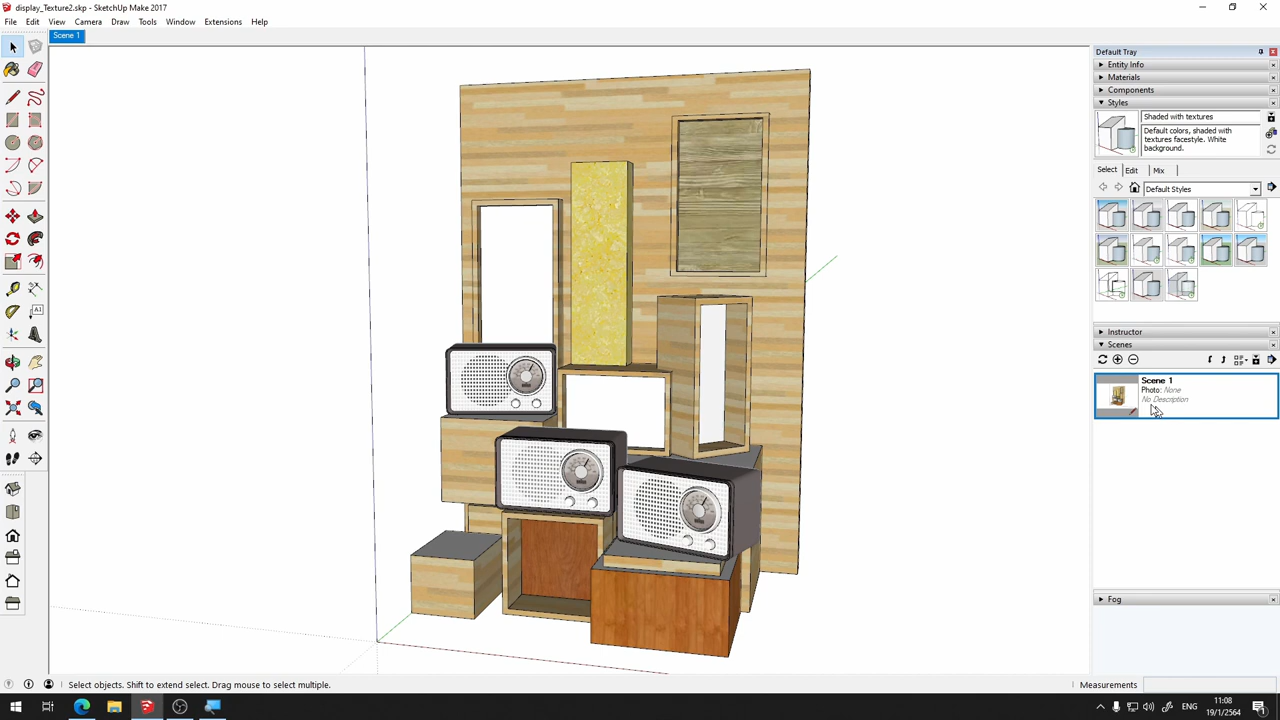 display_Texture2.skp - SketchUp Make 2017
File Edit View Camera Draw Tools Window Extensions Help
Scene 1
Default Tray
Entity Info
Materials
Components
Styles
Shaded with textures
Default colors, shaded with textures facestyle. White background.
Select Edit Mix
Default Styles
Instructor
Scenes
Scene 1
Photo: None
No Description
Fog
Select objects. Shift to extend select. Drag mouse to select multiple.
Measurements
ENG
11:08
19/1/2564